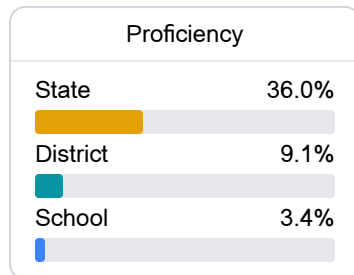 Proficiency
State 36.0%
District 9.1%
School 3.4%